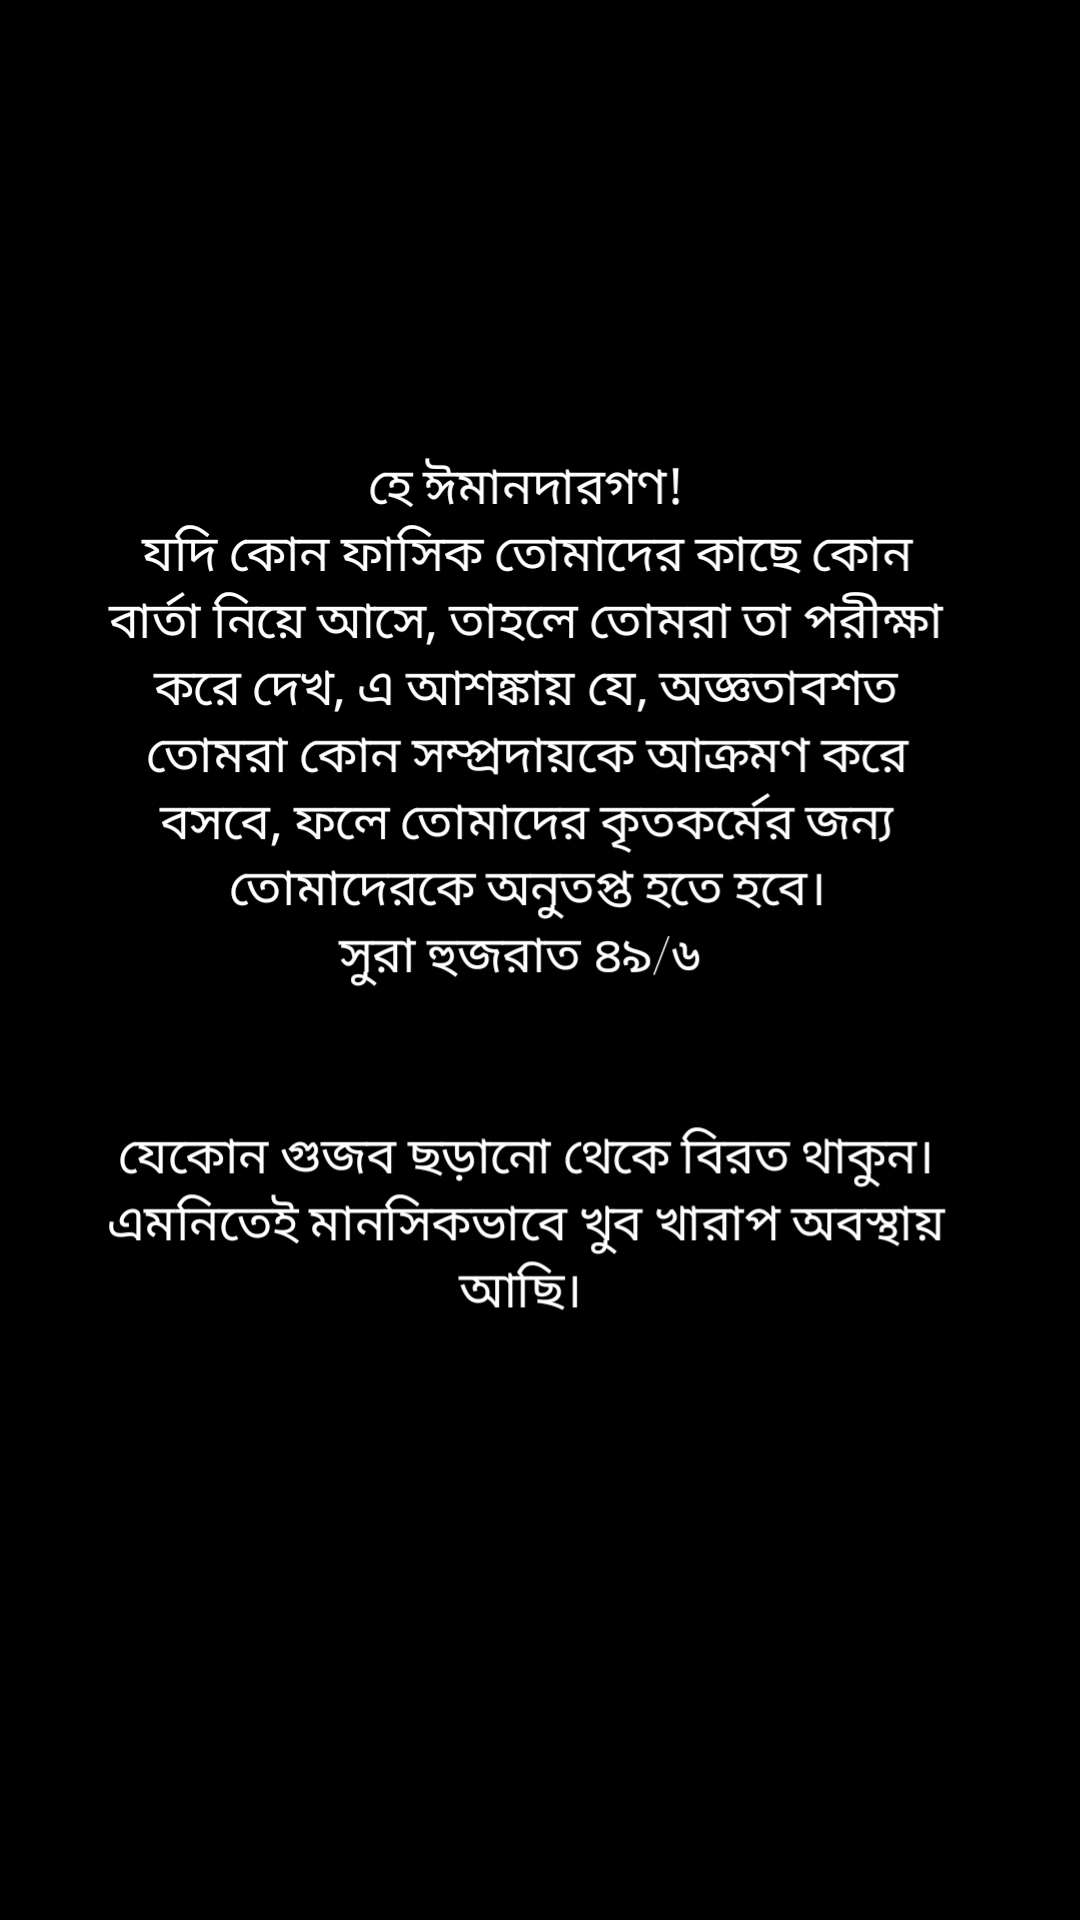 হে ঈমানদারগণ!
যদি কোন ফাসিক তোমাদের কাছে কোন
বার্তা নিয়ে আসে, তাহলে তোমরা তা পরীক্ষা
করে দেখ, এ আশঙ্কায় যে, অজ্ঞতাবশত
তোমরা কোন সম্প্রদায়কে আক্রমণ করে
বসবে, ফলে তোমাদের কৃতকর্মের জন্য
তোমাদেরকে অনুতপ্ত হতে হবে।
সুরা হুজরাত ৪৯/৬
যেকোন গুজব ছড়ানো থেকে বিরত থাকুন।
এমনিতেই মানসিকভাবে খুব খারাপ অবস্থায়
আছি।